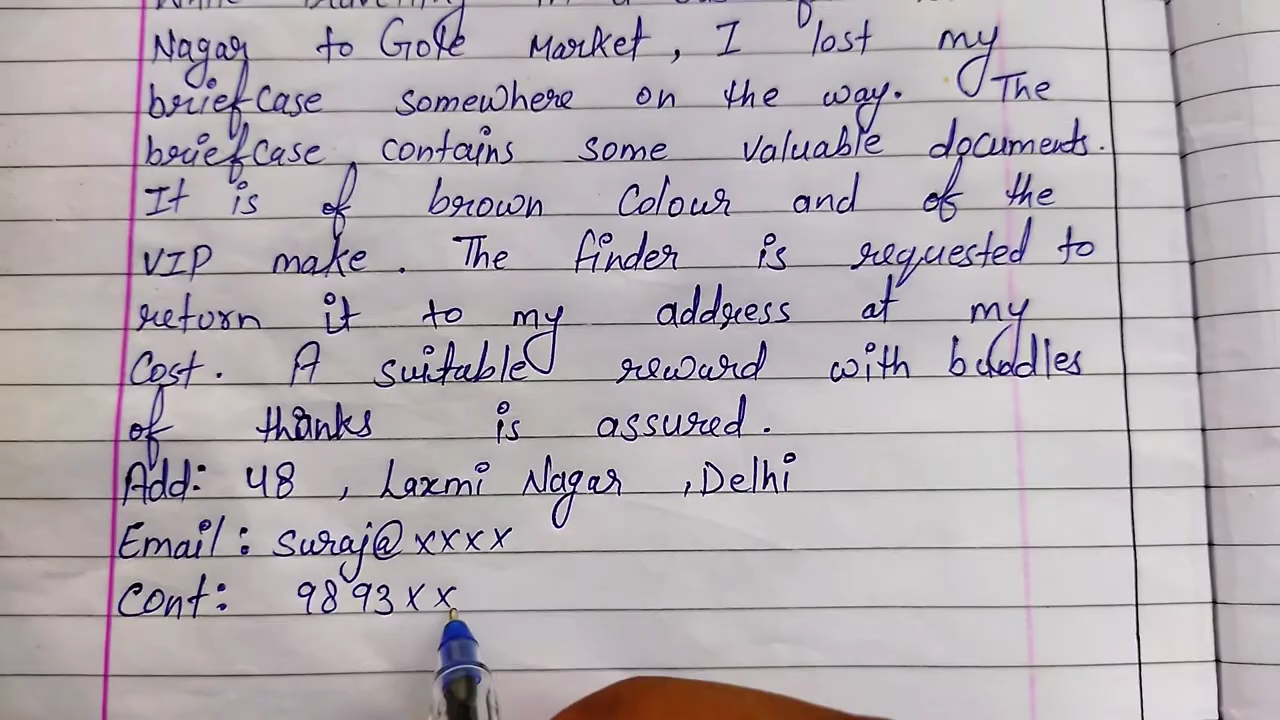 Nagar to Gole Market, I lost my
briefcase somewhere on the way. The
briefcase contains some valuable documents.
It is of brown Colour and of the
VIP make. The finder is requested to
return it to my address at my
Cost. A suitable reward with
of thanks is assured.
Add: 48, Laxmi Nagar, Delhi
Email: Suraj@xxxx
Cont: 9893xx